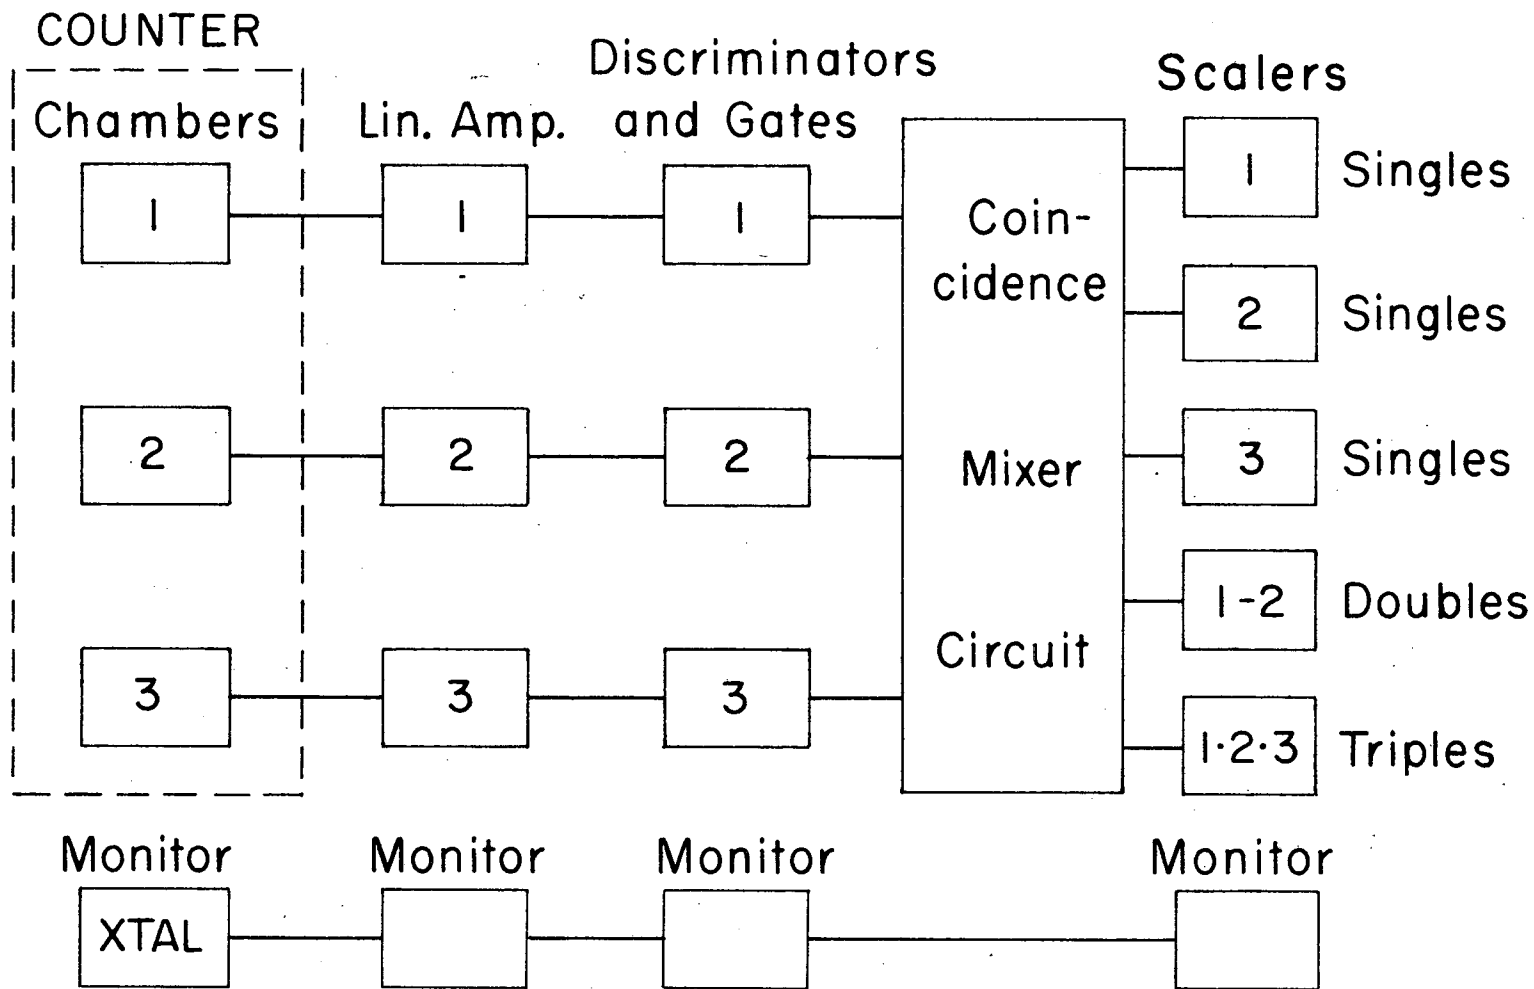 COUNTER
Chambers
Lin. Amp.
Discriminators
and Gates
Scalers
1
1
1
Coin-
cidence
Mixer
Circuit
1
Singles
2
Singles
2
2
2
3
Singles
1-2
Doubles
3
3
3
1·2·3
Triples
Monitor
Monitor
Monitor
Monitor
XTAL